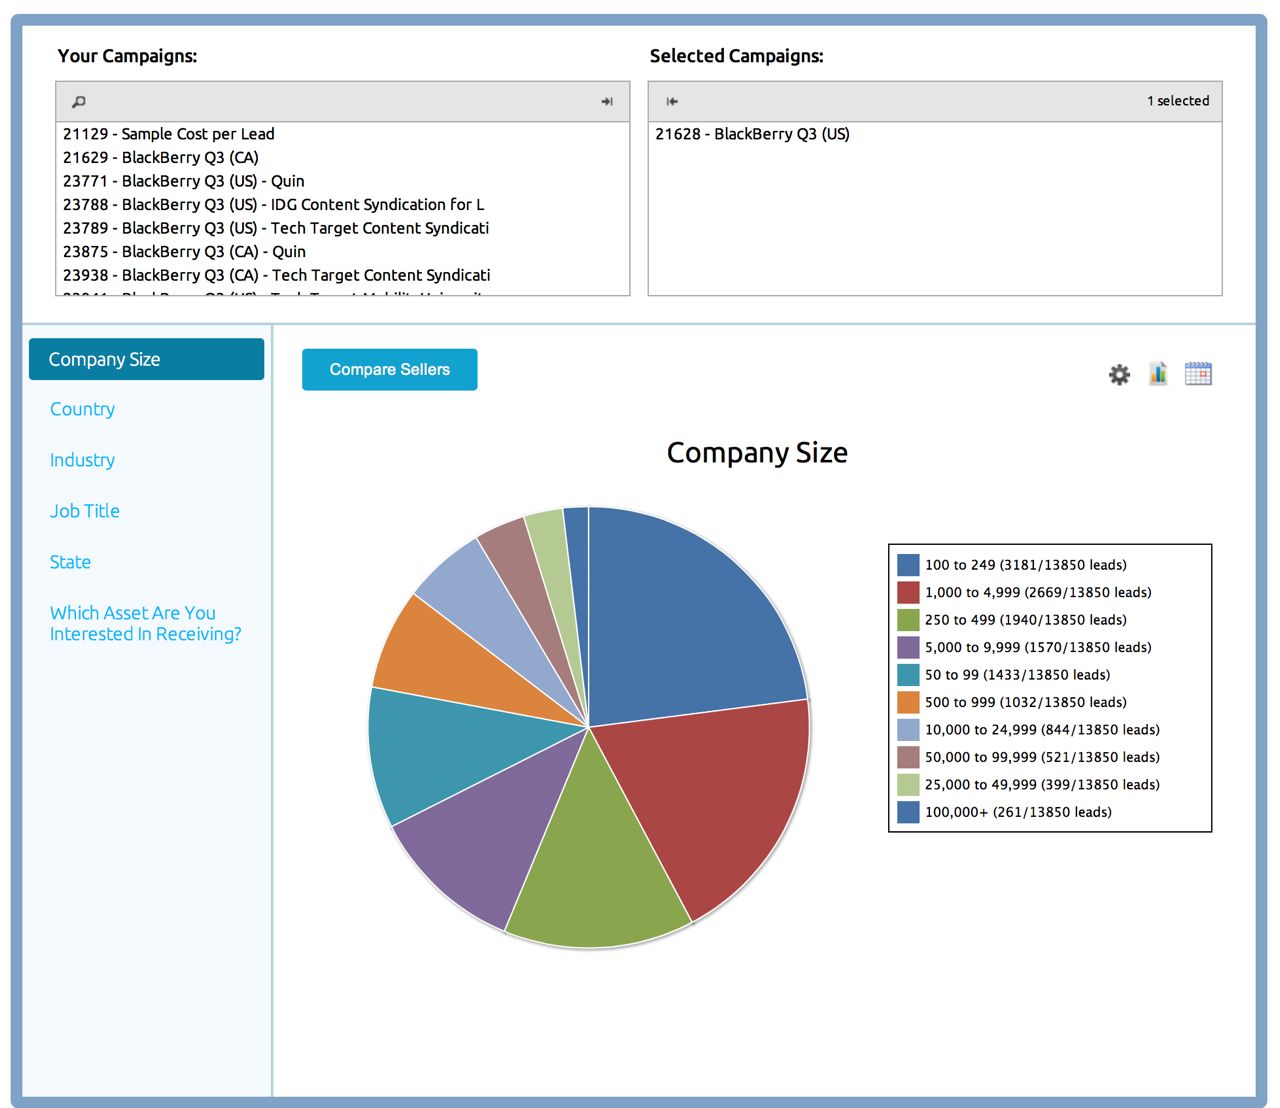 Your Campaigns:
Selected Campaigns:
1 selected
21129 - Sample Cost per Lead
21629 - BlackBerry Q3 (CA)
23771 - BlackBerry Q3 (US) - Quin
23788 - BlackBerry Q3 (US) - IDG Content Syndication for L
23789 - BlackBerry Q3 (US) - Tech Target Content Syndicati
23875 - BlackBerry Q3 (CA) - Quin
23938 - BlackBerry Q3 (CA) - Tech Target Content Syndicati
21628 - BlackBerry Q3 (US)
Company Size
Country
Industry
Job Title
State
Which Asset Are You
Interested In Receiving?
Compare Sellers
Company Size
100 to 249 (3181/13850 leads)
1,000 to 4,999 (2669/13850 leads)
250 to 499 (1940/13850 leads)
5,000 to 9,999 (1570/13850 leads)
50 to 99 (1433/13850 leads)
500 to 999 (1032/13850 leads)
10,000 to 24,999 (844/13850 leads)
50,000 to 99,999 (521/13850 leads)
25,000 to 49,999 (399/13850 leads)
100,000+ (261/13850 leads)